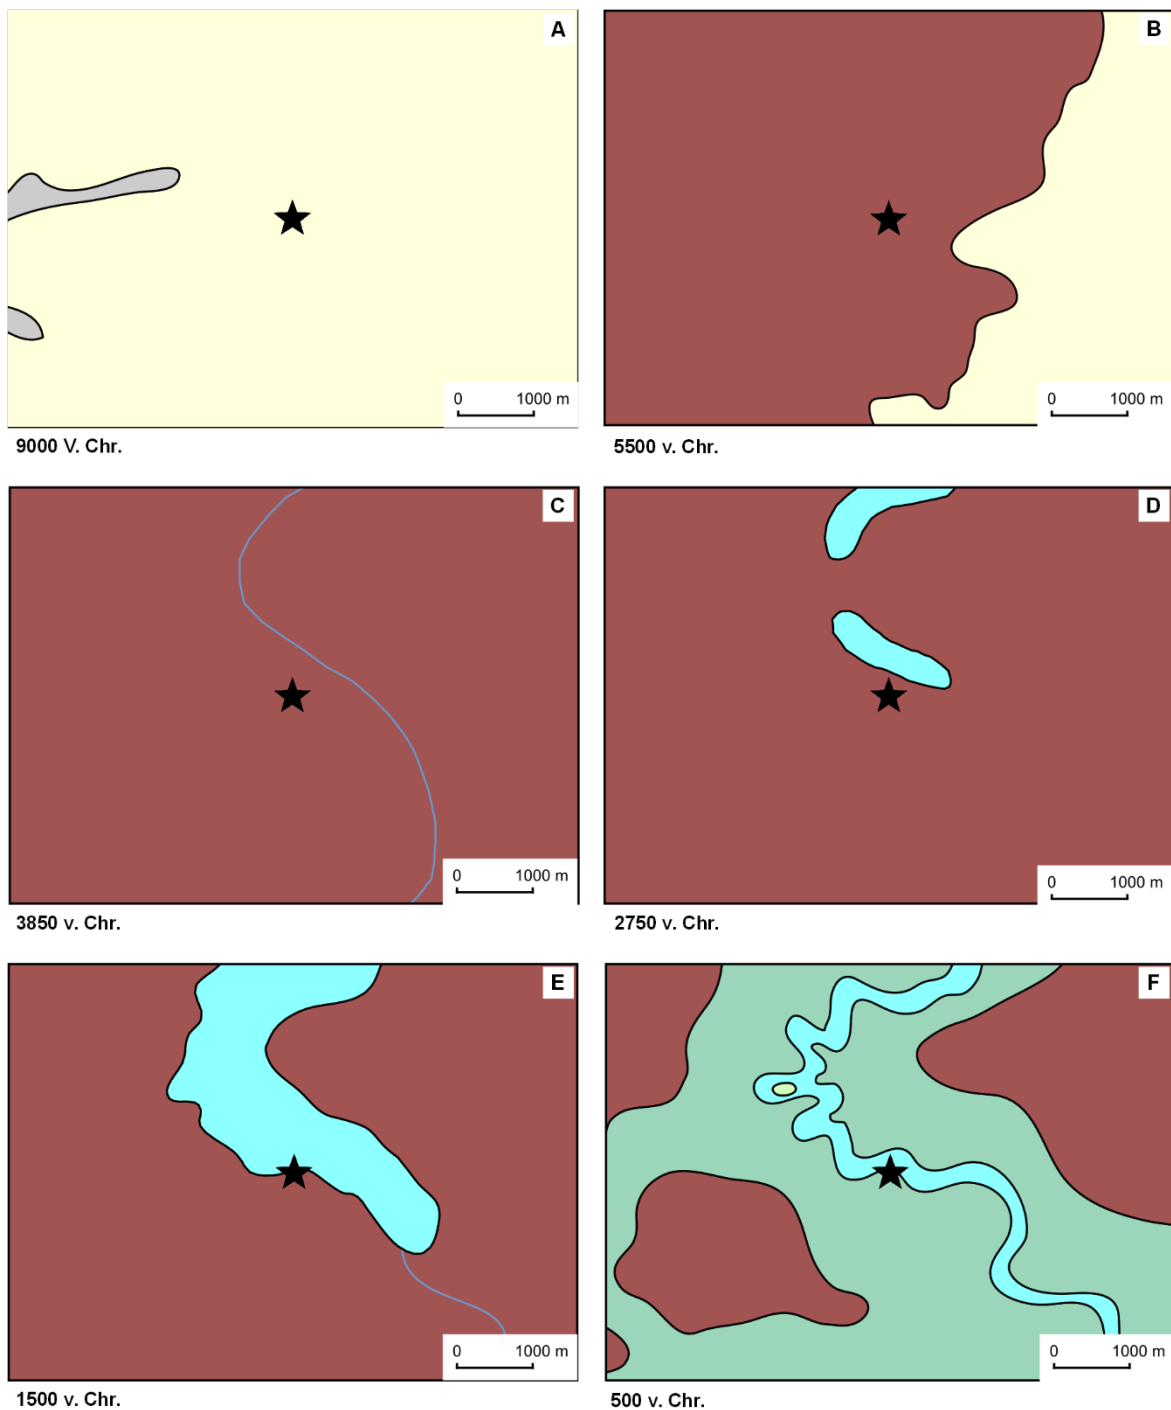 A
0 1000 m
9000 V. Chr.
B
0 1000 m
5500 v. Chr.
C
0 1000 m
3850 v. Chr.
D
0 1000 m
2750 v. Chr.
E
0 1000 m
1500 v. Chr.
F
0 1000 m
500 v. Chr.